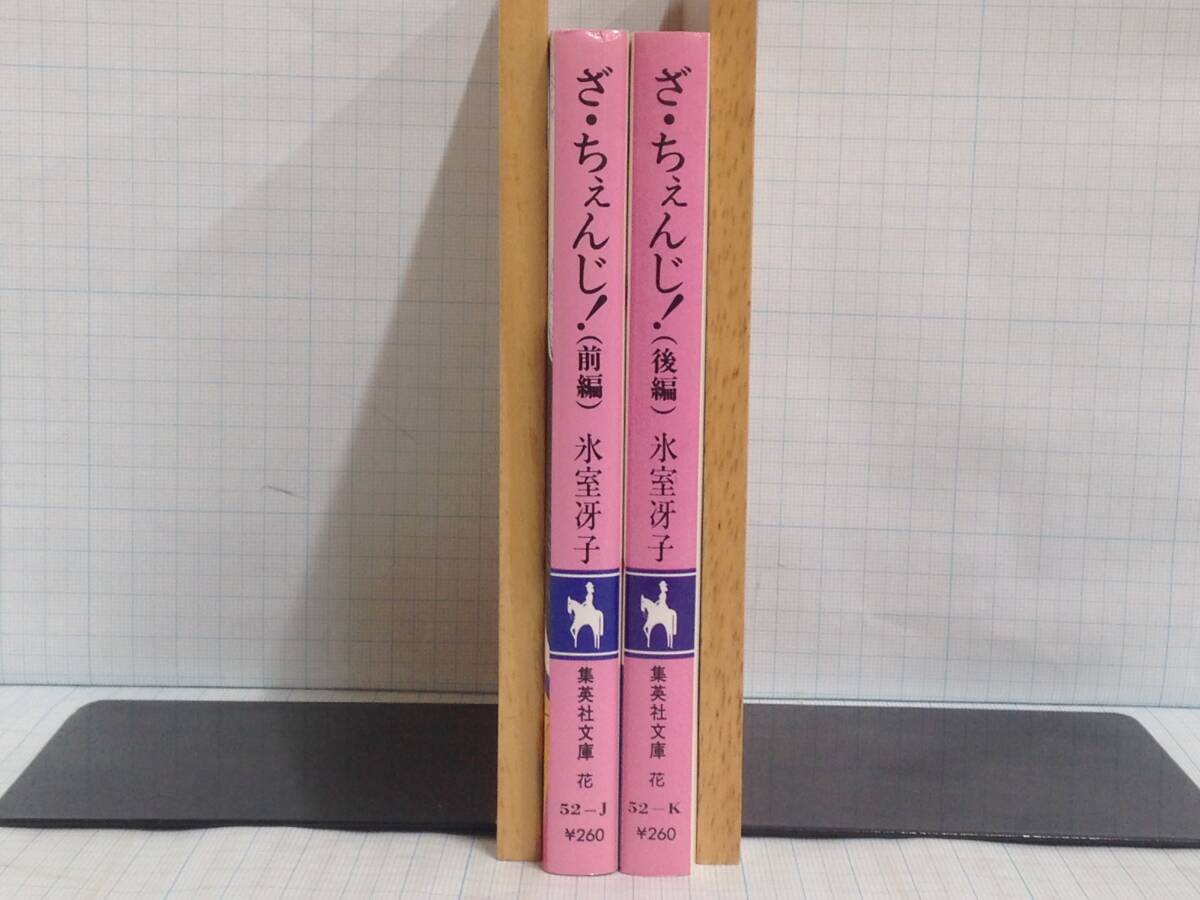 ざ・ちぇんじ！（前編） 氷室冴子
集英社文庫 花
52-J
¥260
ざ・ちぇんじ！（後編） 氷室冴子
集英社文庫 花
52-K
¥260